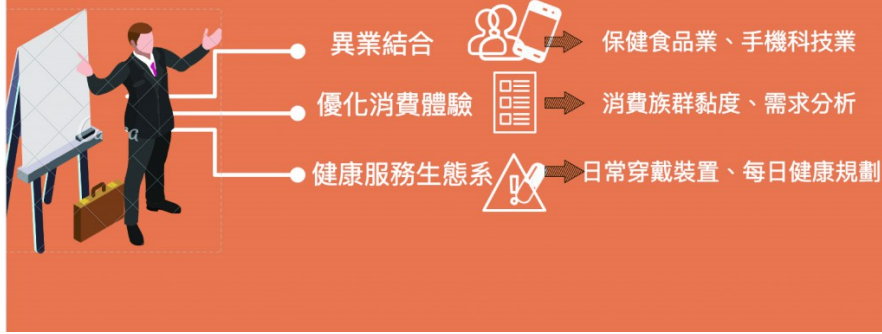 異業結合 保健食品業、手機科技業
優化消費體驗 消費族群黏度、需求分析
健康服務生態系 日常穿戴裝置、每日健康規劃